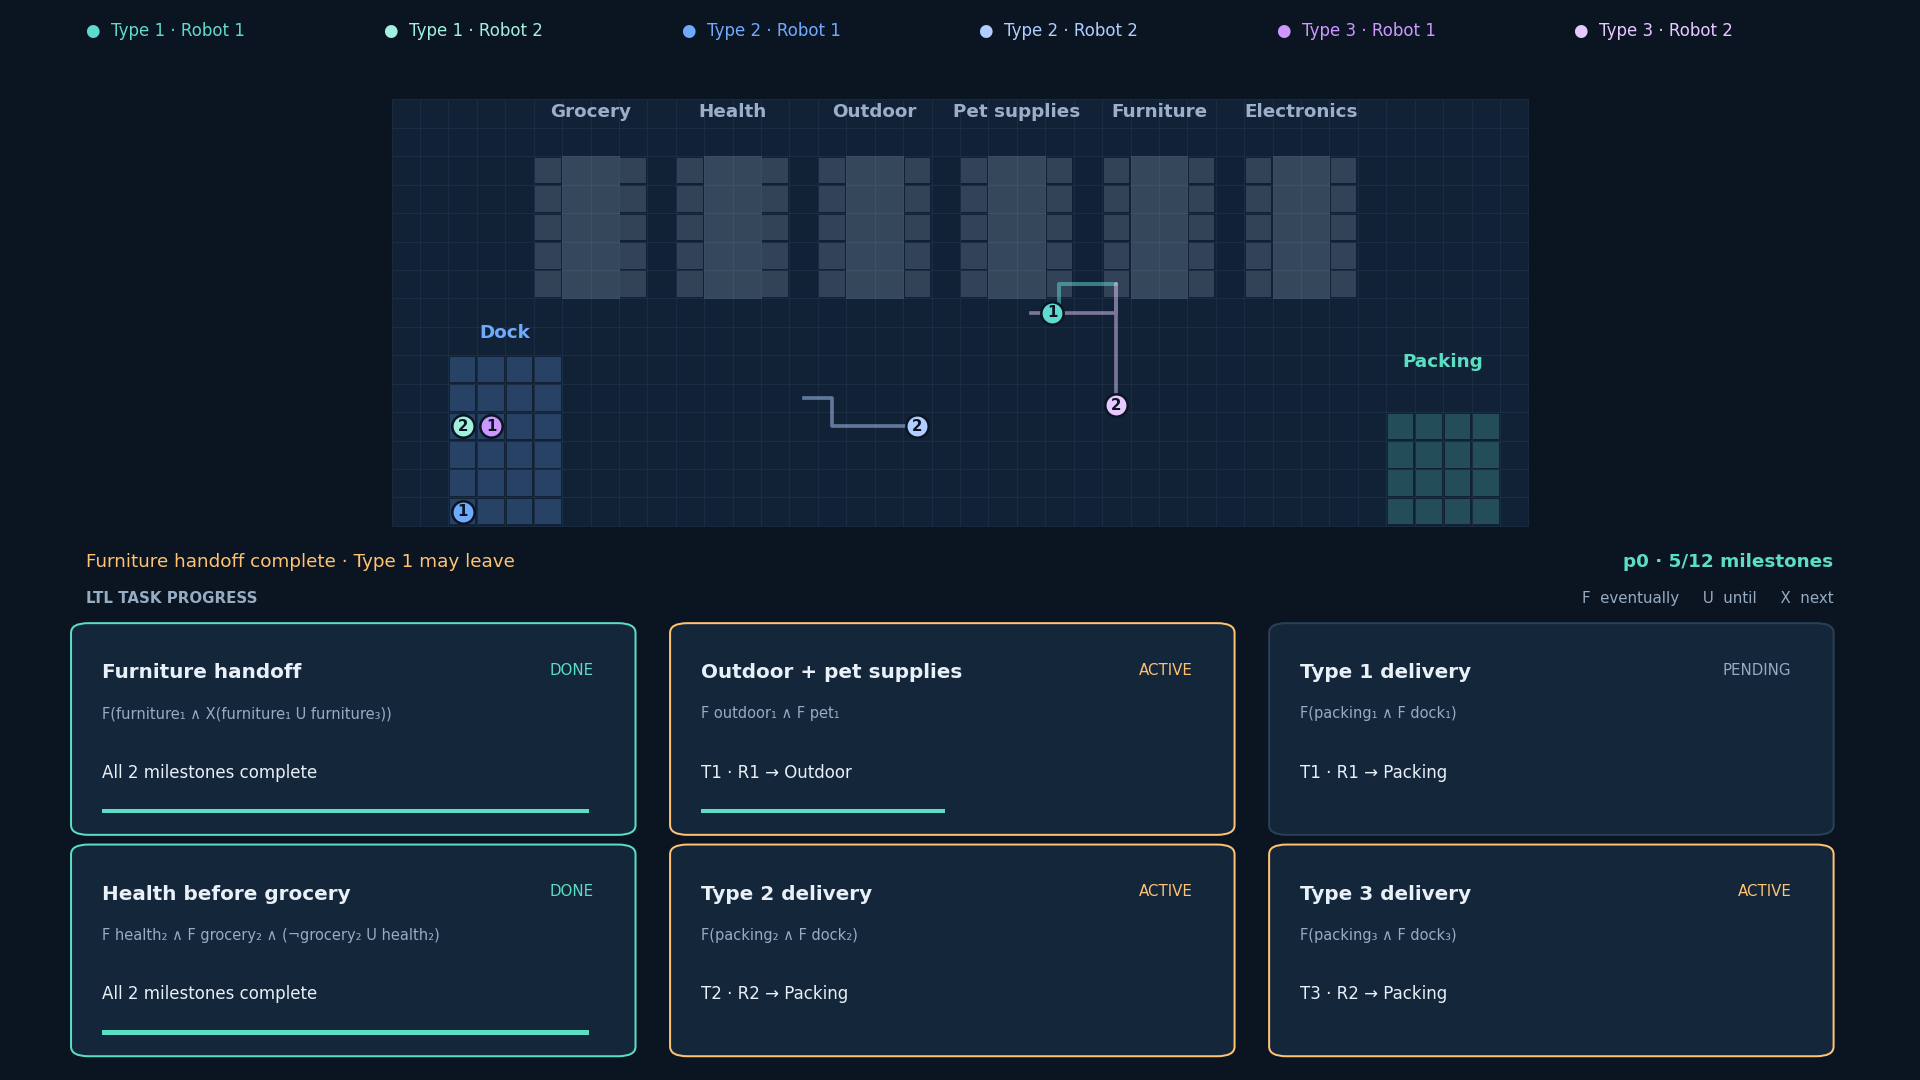 Type 1 · Robot 1
Type 1 · Robot 2
Type 2 · Robot 1
Type 2 · Robot 2
Type 3 · Robot 1
Type 3 · Robot 2
Grocery
Health
Outdoor
Pet supplies
Furniture
Electronics
1
Dock
Packing
2
2
1
2
1
Furniture handoff complete · Type 1 may leave
p0 · 5/12 milestones
LTL TASK PROGRESS
F eventually U until X next
Furniture handoff
DONE
F(furniture₁ ∧ X(furniture₁ U furniture₃))
All 2 milestones complete
Outdoor + pet supplies
ACTIVE
F outdoor₁ ∧ F pet₁
T1 · R1 → Outdoor
Type 1 delivery
PENDING
F(packing₁ ∧ F dock₁)
T1 · R1 → Packing
Health before grocery
DONE
F health₂ ∧ F grocery₂ ∧ (¬grocery₂ U health₂)
All 2 milestones complete
Type 2 delivery
ACTIVE
F(packing₂ ∧ F dock₂)
T2 · R2 → Packing
Type 3 delivery
ACTIVE
F(packing₃ ∧ F dock₃)
T3 · R2 → Packing